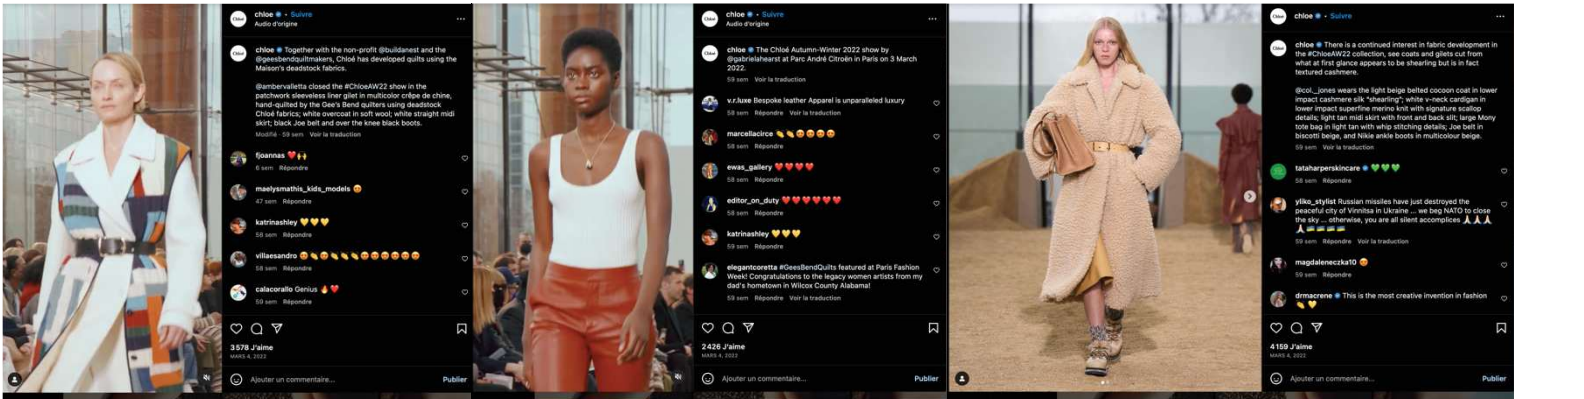 chloe • Suivre
Audio d'origine
chloe Together with the non-profit @buildanest and the
@geesbendquiltmakers, Chloé has developed quilts using the
Maison's deadstock fabrics.
@ambervalletta closed the #ChloeAW22 show in the
patchwork sleeveless liner gilet in multicolor crêpe de chine,
hand-quilted by the Gee's Bend quilters using deadstock
Chloé fabrics; white overcoat in soft wool; white straight midi
skirt; black Joe belt and over the knee black boots.
Modifié · 59 sem Voir la traduction
fjoannas ❤️🙌
6 sem Répondre
maelysmathis_kids_models 😍
47 sem Répondre
katrinashley 💛💛💛
58 sem Répondre
villaesandro 😍👏😍👏👏👏😍😍😍😍😍😍
58 sem Répondre
calacorallo Genius 🔥❤️
59 sem Répondre
3 578 J'aime
MARS 4, 2022
Ajouter un commentaire... Publier
chloe • Suivre
Audio d'origine
chloe The Chloé Autumn-Winter 2022 show by
@gabrielahearst at Parc André Citroën in Paris on 3 March
2022.
59 sem Voir la traduction
v.r.luxe Bespoke leather Apparel is unparalleled luxury
58 sem Répondre Voir la traduction
marcellacirce 👏👏😍😍😍😍
58 sem Répondre
ewas_gallery ❤️❤️❤️❤️
58 sem Répondre
editor_on_duty ❤️❤️❤️❤️❤️❤️
58 sem Répondre
katrinashley 💛💛💛
58 sem Répondre
elegantcoretta #GeesBendQuilts featured at Paris Fashion
Week! Congratulations to the legacy women artists from my
dad's hometown in Wilcox County Alabama!
59 sem Répondre Voir la traduction
2 426 J'aime
MARS 4, 2022
Ajouter un commentaire... Publier
chloe • Suivre
chloe There is a continued interest in fabric development in
the #ChloeAW22 collection, see coats and gilets cut from
what at first glance appears to be shearling but is in fact
textured cashmere.
@col._jones wears the light beige belted cocoon coat in lower
impact cashmere silk "shearling"; white v-neck cardigan in
lower impact superfine merino knit with signature scallop
details; light tan midi skirt with front and back slit; large Mony
tote bag in light tan with whip stitching details; Joe belt in
biscotti beige, and Nikie ankle boots in multicolour beige.
59 sem Voir la traduction
tataharperskincare 💚💚💚
58 sem Répondre
yliko_stylist Russian missiles have just destroyed the
peaceful city of Vinnitsa in Ukraine ... we beg NATO to close
the sky ... otherwise, you are all silent accomplices 🙏🙏🙏
🙏🇺🇦🇺🇦🇺🇦🇺🇦
59 sem Répondre Voir la traduction
magdaleneczka10 😍
59 sem Répondre
drmacrene This is the most creative invention in fashion
👏💛
4 159 J'aime
MARS 4, 2022
Ajouter un commentaire... Publier